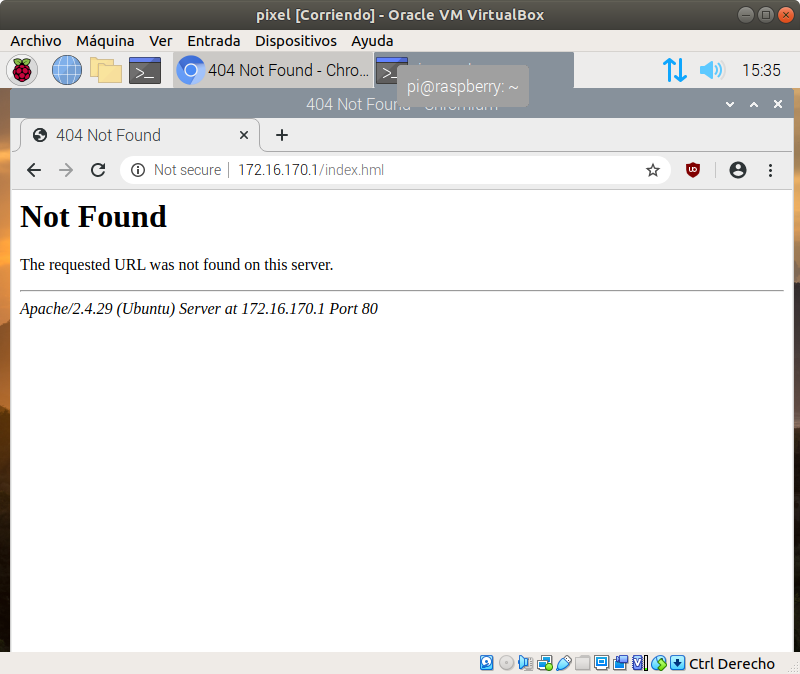 pixel [Corriendo] - Oracle VM VirtualBox
Archivo Máquina Ver Entrada Dispositivos Ayuda
404 Not Found - Chro... 15:35
pi@raspberry: ~
404 Not Found - Chromium
404 Not Found
Not secure 172.16.170.1/index.hml
Not Found
The requested URL was not found on this server.
Apache/2.4.29 (Ubuntu) Server at 172.16.170.1 Port 80
Ctrl Derecho